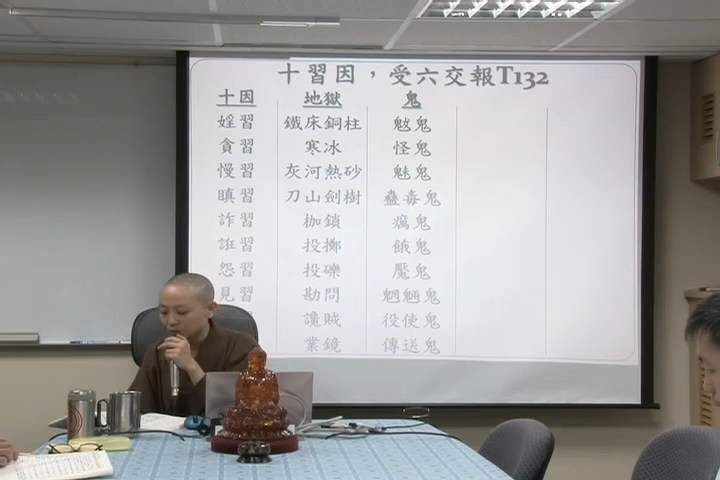 十習因，受六交報T132
十因 地獄 鬼
婬習 鐵床銅柱 魃鬼
貪習 寒冰 怪鬼
慢習 灰河熱砂 魅鬼
瞋習 刀山劍樹 蠱毒鬼
詐習 枷鎖 癘鬼
誑習 投擲 餓鬼
怨習 投礫 魘鬼
見習 勘問 魍魎鬼
讒賊 役使鬼
業鏡 傳送鬼